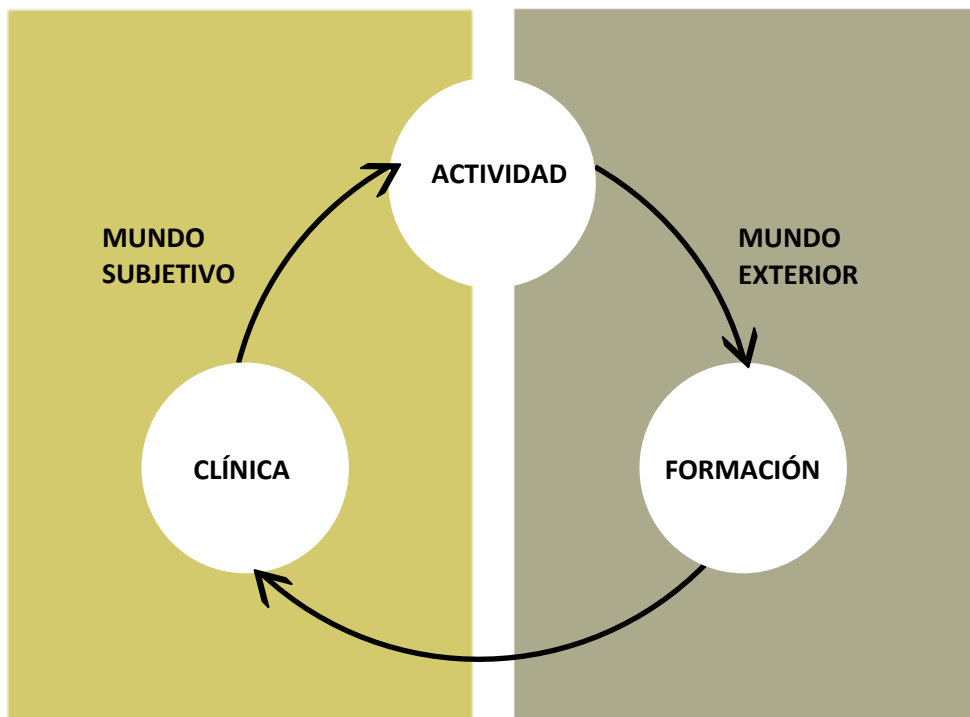 ACTIVIDAD
MUNDO
SUBJETIVO
MUNDO
EXTERIOR
CLÍNICA
FORMACIÓN